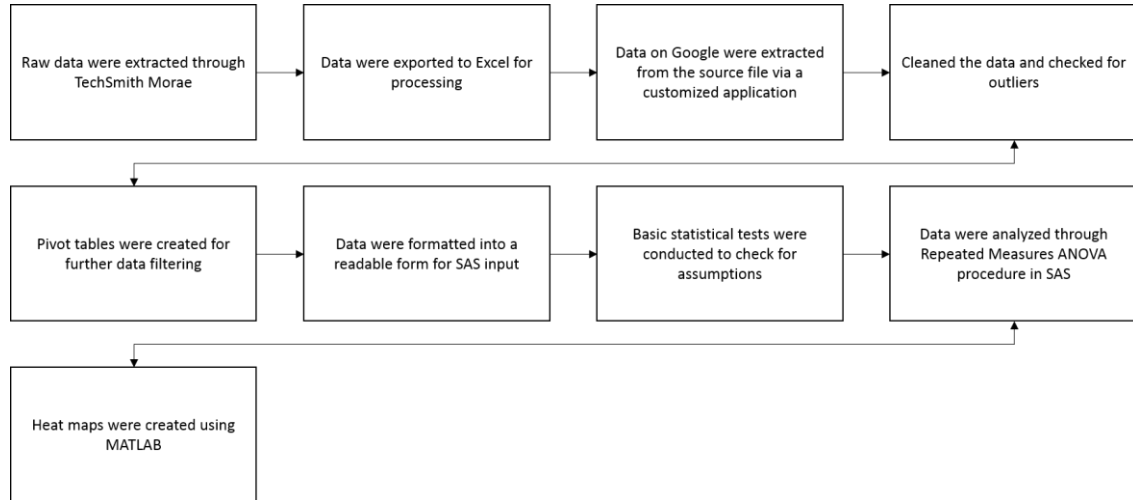 Raw data were extracted through
TechSmith Morae
Data were exported to Excel for
processing
Data on Google were extracted
from the source file via a
customized application
Cleaned the data and checked for
outliers
Pivot tables were created for
further data filtering
Data were formatted into a
readable form for SAS input
Basic statistical tests were
conducted to check for
assumptions
Data were analyzed through
Repeated Measures ANOVA
procedure in SAS
Heat maps were created using
MATLAB